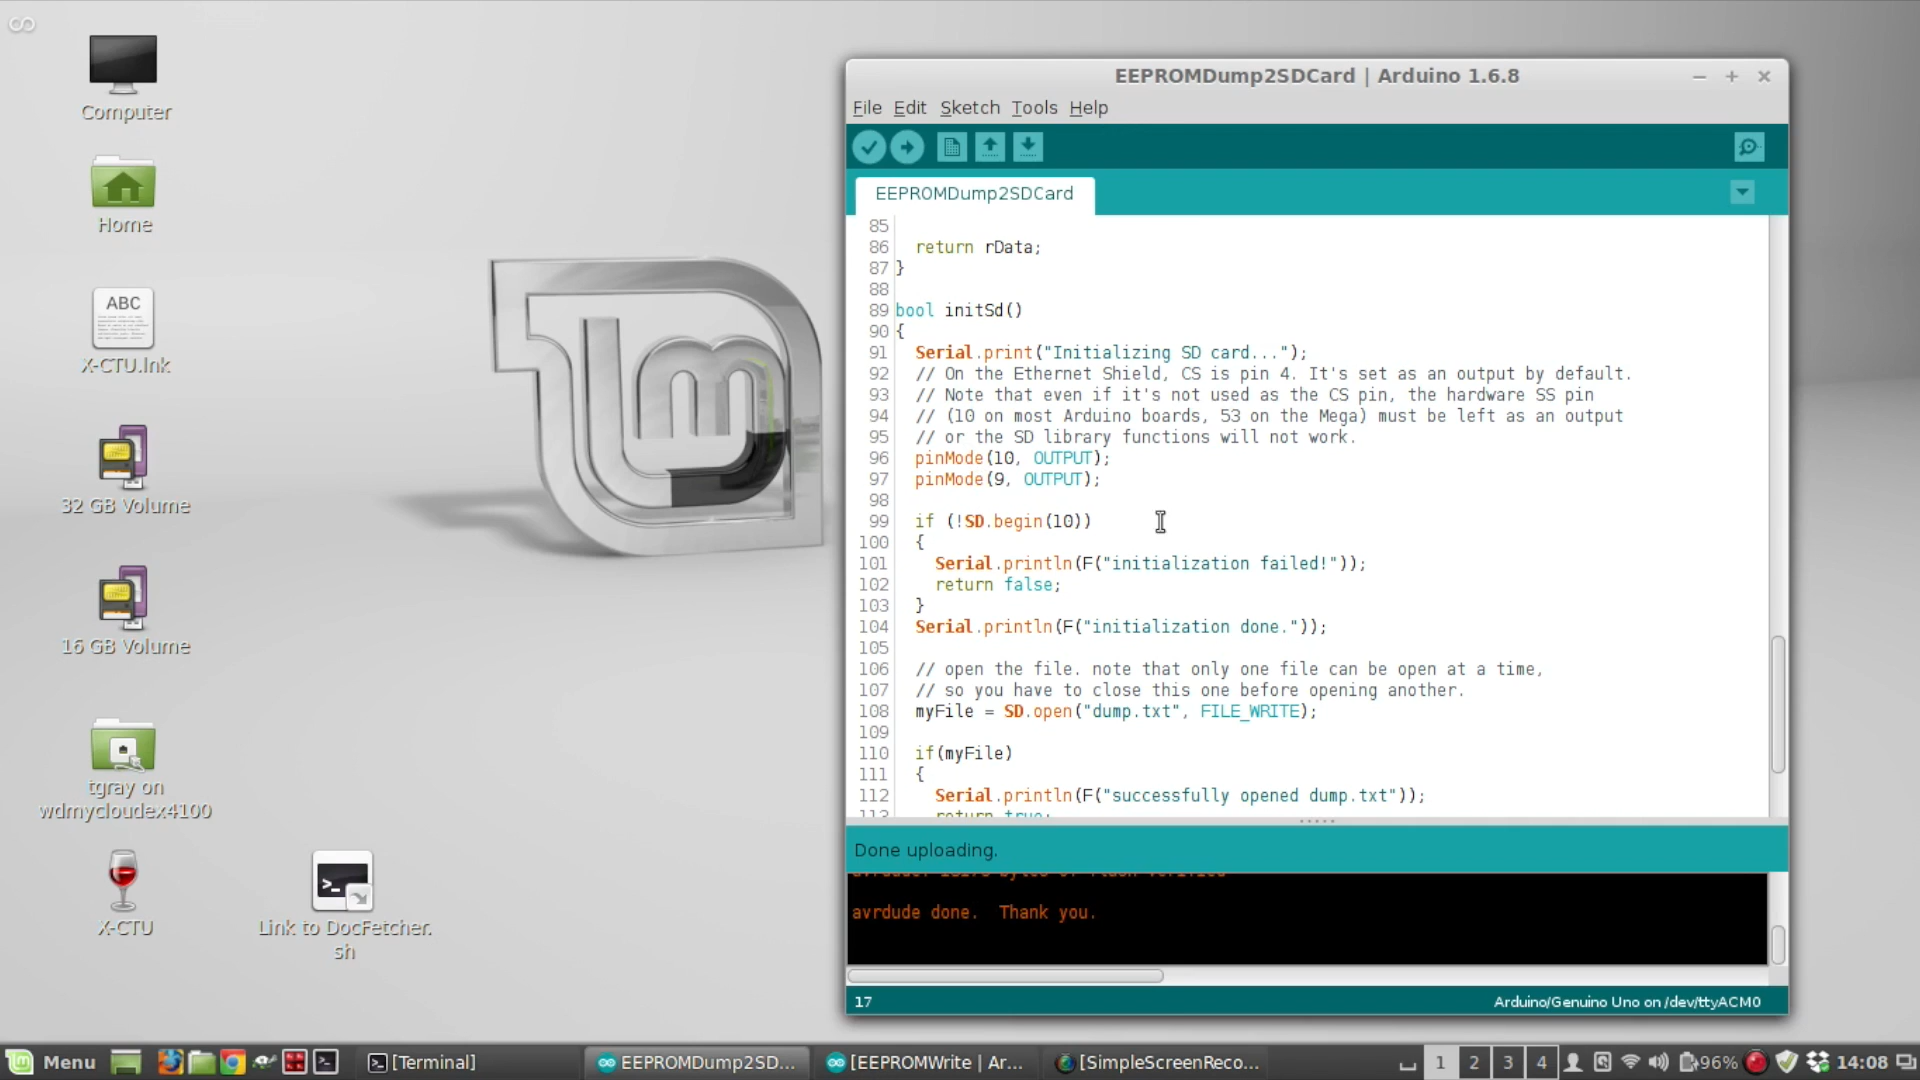 Computer
Home
ABC
X-CTU.lnk
32 GB Volume
16 GB Volume
tgray on
wdmycloudex4100
X-CTU
Link to DocFetcher.
sh
EEPROMDump2SDCard | Arduino 1.6.8
File Edit Sketch Tools Help
EEPROMDump2SDCard
85
86 return rData;
87 }
88
89 bool initSd()
90 {
91 Serial.print("Initializing SD card...");
92 // On the Ethernet Shield, CS is pin 4. It's set as an output by default.
93 // Note that even if it's not used as the CS pin, the hardware SS pin
94 // (10 on most Arduino boards, 53 on the Mega) must be left as an output
95 // or the SD library functions will not work.
96 pinMode(10, OUTPUT);
97 pinMode(9, OUTPUT);
98
99 if (!SD.begin(10))
100 {
101 Serial.println(F("initialization failed!"));
102 return false;
103 }
104 Serial.println(F("initialization done."));
105
106 // open the file. note that only one file can be open at a time,
107 // so you have to close this one before opening another.
108 myFile = SD.open("dump.txt", FILE_WRITE);
109
110 if(myFile)
111 {
112 Serial.println(F("successfully opened dump.txt"));
113 return true;
Done uploading.
avrdude done.  Thank you.
17
Arduino/Genuino Uno on /dev/ttyACM0
Menu [Terminal] EEPROMDump2SD... [EEPROMWrite | Ar... [SimpleScreenReco... 1 2 3 4 96% 14:08